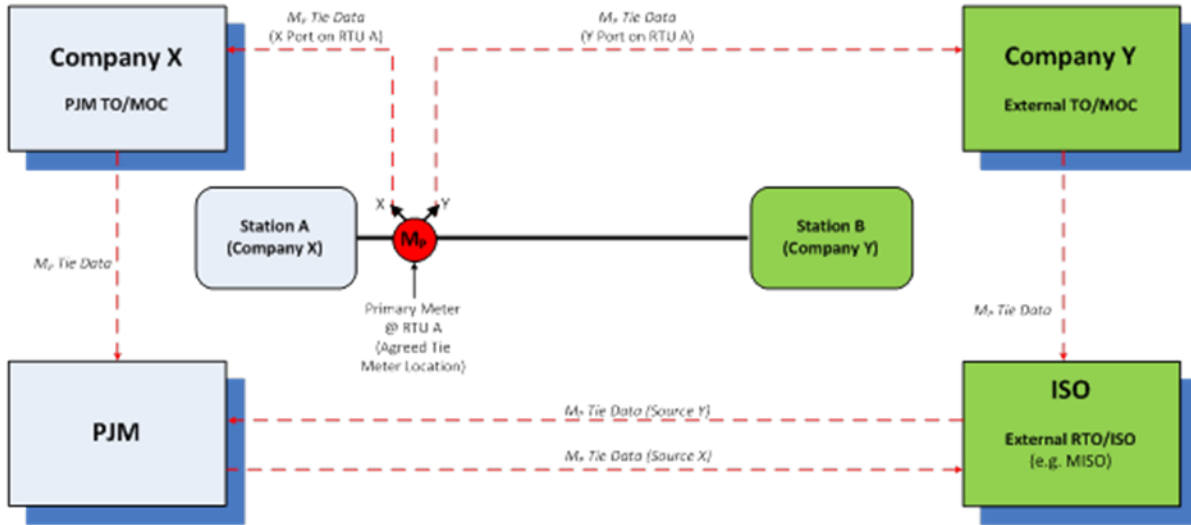 Mₚ Tie Data
(X Port on RTU A)
Mₚ Tie Data
(Y Port on RTU A)
Company X
PJM TO/MOC
Company Y
External TO/MOC
X
Y
Station A
(Company X)
Mₚ
Station B
(Company Y)
Mₚ Tie Data
Primary Meter
@ RTU A
(Agreed Tie
Meter Location)
Mₚ Tie Data
PJM
Mₚ Tie Data (Source Y)
Mₚ Tie Data (Source X)
ISO
External RTO/ISO
(e.g. MISO)